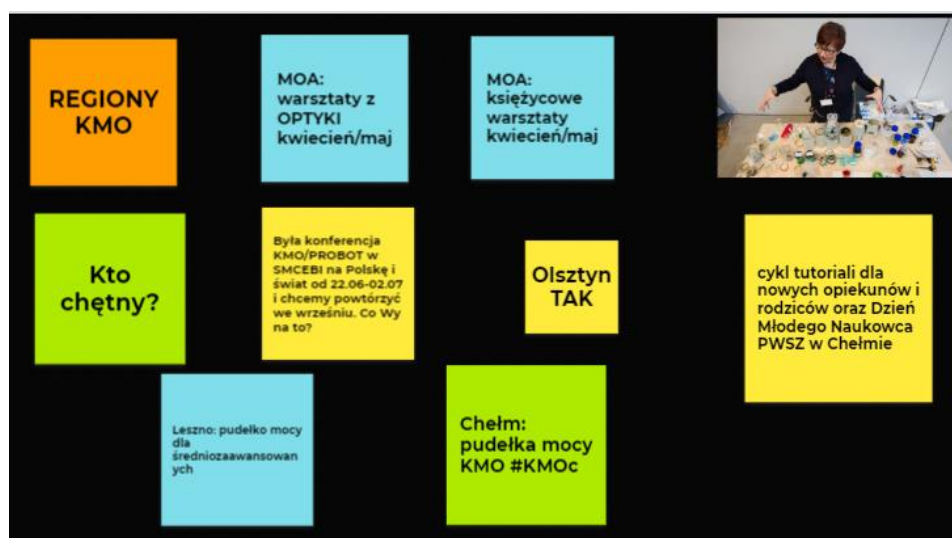 REGIONY
KMO
MOA:
warsztaty z
OPTYKI
kwiecień/maj
MOA:
księżycowe
warsztaty
kwiecień/maj
Kto
chętny?
Była konferencja
KMO/PROBOT w
SMCEBI na Polskę i
świat od 22.06-02.07
i chcemy powtórzyć
we wrześniu. Co Wy
na to?
Olsztyn
TAK
cykl tutoriali dla
nowych opiekunów i
rodziców oraz Dzień
Młodego Naukowca
PWSZ w Chełmie
Leszno: pudełko mocy
dla
średniozaawansowan
ych
Chełm:
pudełka mocy
KMO #KMOc